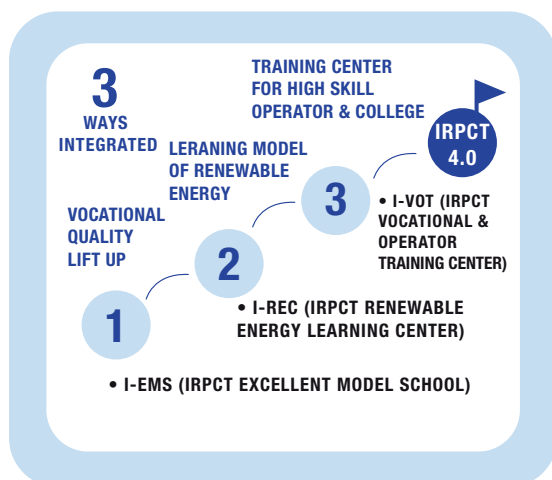 3
WAYS
INTEGRATED
TRAINING CENTER
FOR HIGH SKILL
OPERATOR & COLLEGE
IRPCT
4.0
LERANING MODEL
OF RENEWABLE
ENERGY
3
• I-VOT (IRPCT
VOCATIONAL &
OPERATOR
TRAINING CENTER)
VOCATIONAL
QUALITY
LIFT UP
2
• I-REC (IRPCT RENEWABLE
ENERGY LEARNING CENTER)
1
• I-EMS (IRPCT EXCELLENT MODEL SCHOOL)